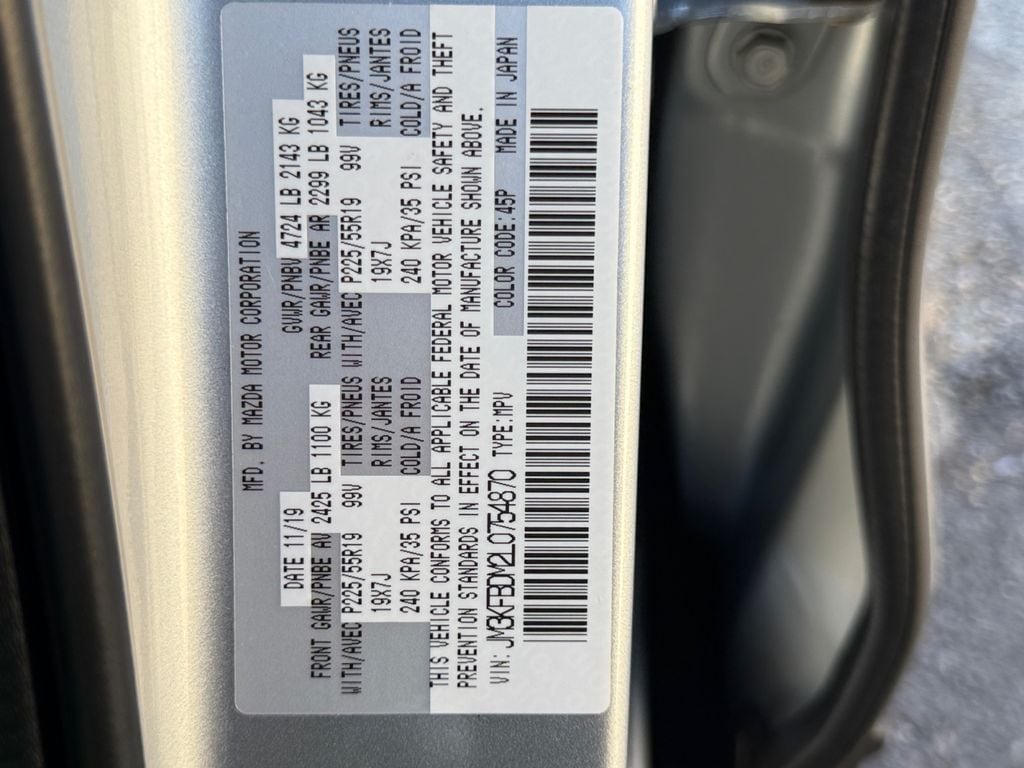 MFD. BY MAZDA MOTOR CORPORATION
DATE 11/19 GVWR/PNBV 4724 LB 2143 KG
FRONT GAWR/PNBE AV 2425 LB 1100 KG REAR GAWR/PNBE AR 2299 LB 1043 KG
WITH/AVEC P225/55R19 99V TIRES/PNEUS WITH/AVEC P225/55R19 99V TIRES/PNEUS
19X7J RIMS/JANTES 19X7J RIMS/JANTES
240 KPA/35 PSI COLD/A FROID 240 KPA/35 PSI COLD/A FROID
THIS VEHICLE CONFORMS TO ALL APPLICABLE FEDERAL MOTOR VEHICLE SAFETY AND THEFT
PREVENTION STANDARDS IN EFFECT ON THE DATE OF MANUFACTURE SHOWN ABOVE.
VIN: JM3KFBDY2L0754870 TYPE:MPV COLOR CODE:45P MADE IN JAPAN